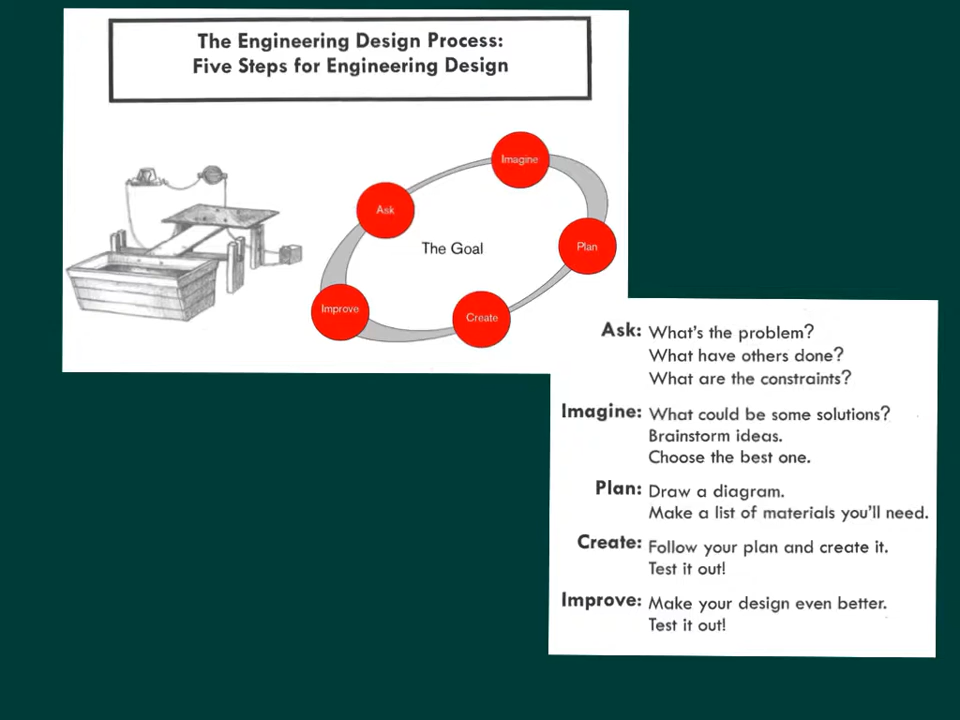 The Engineering Design Process:
Five Steps for Engineering Design
Imagine
Ask
Plan
The Goal
Improve
Create
Ask: What's the problem?
What have others done?
What are the constraints?
Imagine: What could be some solutions?
Brainstorm ideas.
Choose the best one.
Plan: Draw a diagram.
Make a list of materials you'll need.
Create: Follow your plan and create it.
Test it out!
Improve: Make your design even better.
Test it out!